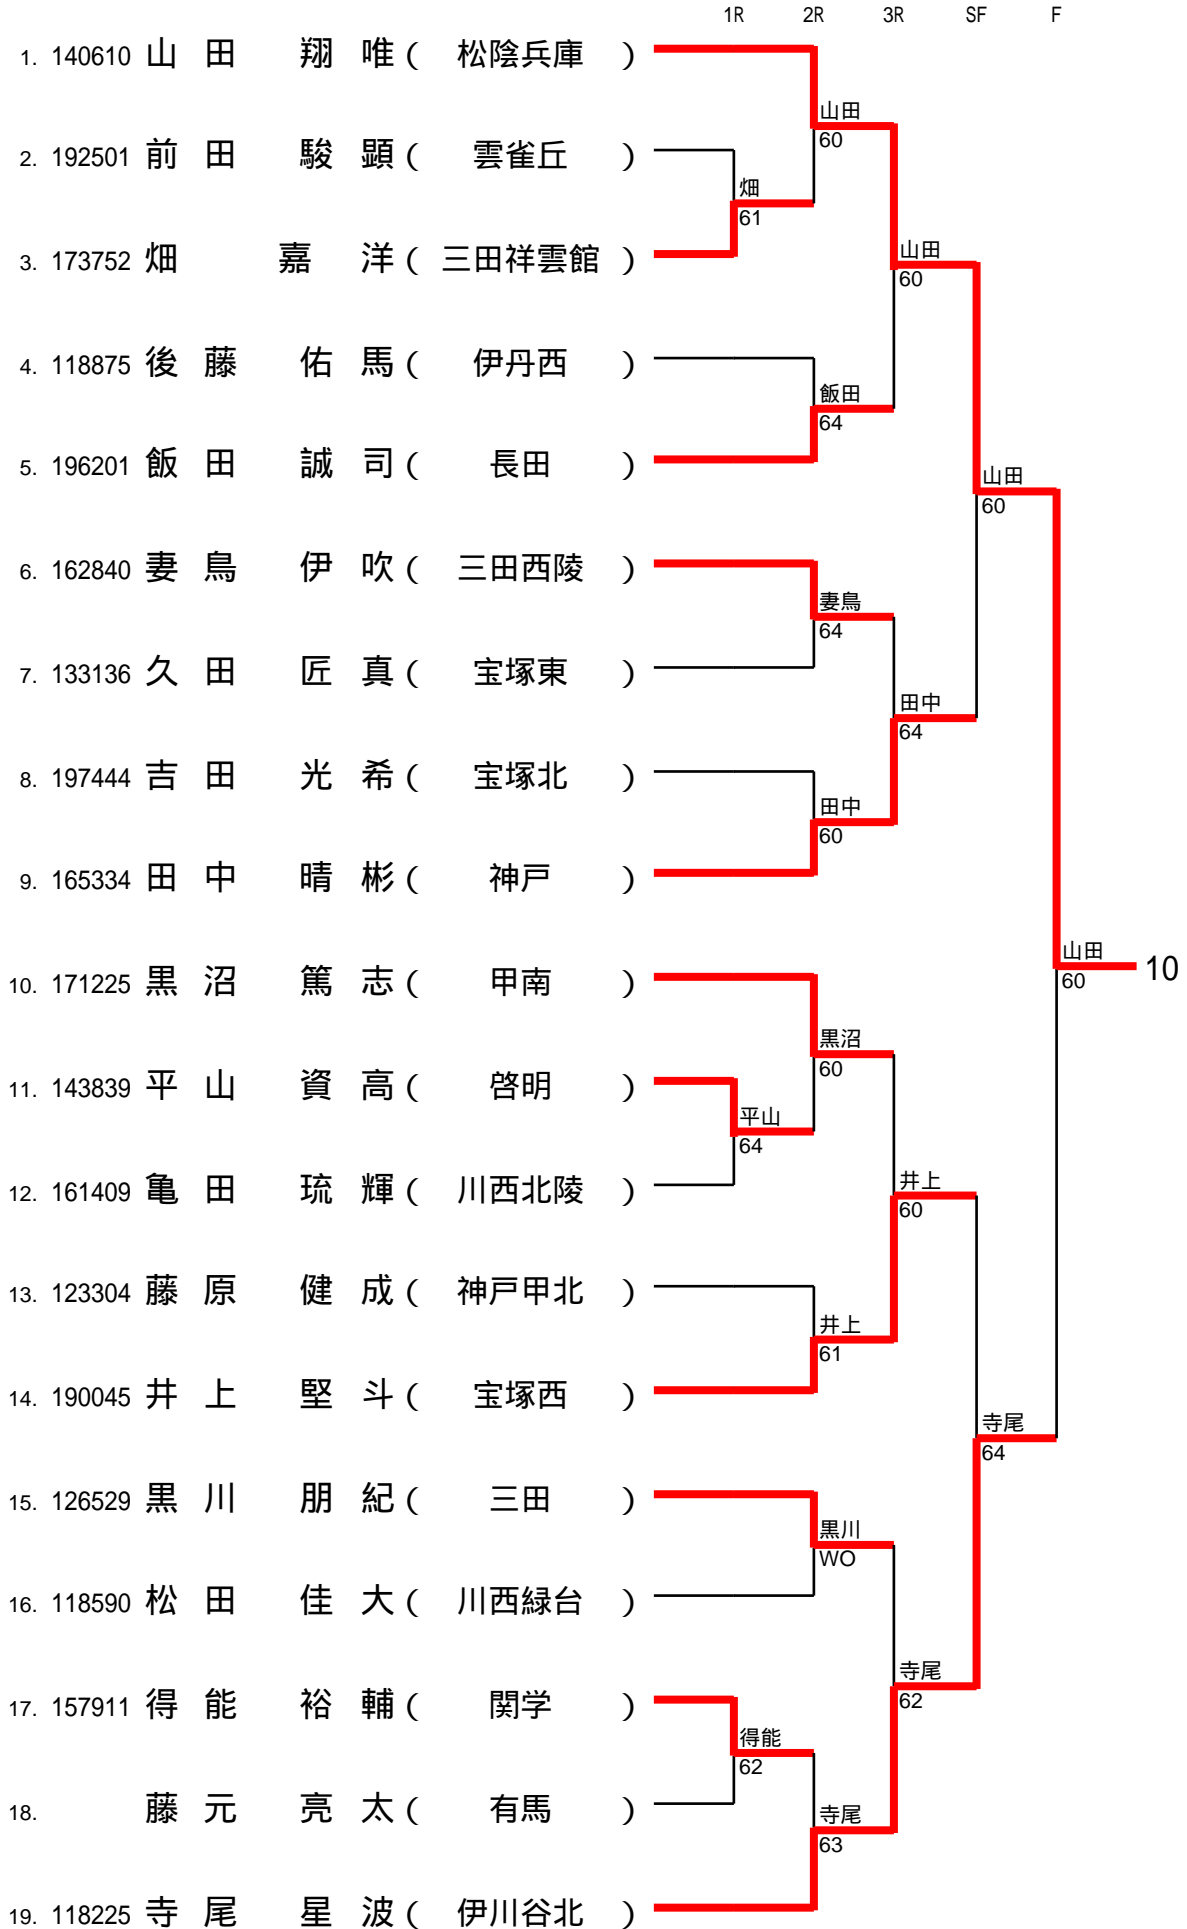 1R 2R 3R SF F
1. 140610 山田 翔唯 ( 松陰兵庫 )
山田
60
2. 192501 前田 駿顕 ( 雲雀丘 )
畑
61
3. 173752 畑 嘉洋 ( 三田祥雲館 )
山田
60
4. 118875 後藤 佑馬 ( 伊丹西 )
飯田
64
5. 196201 飯田 誠司 ( 長田 )
山田
60
6. 162840 妻鳥 伊吹 ( 三田西陵 )
妻鳥
64
7. 133136 久田 匠真 ( 宝塚東 )
田中
64
8. 197444 吉田 光希 ( 宝塚北 )
田中
60
9. 165334 田中 晴彬 ( 神戸 )
山田
60
10
10. 171225 黒沼 篤志 ( 甲南 )
黒沼
60
11. 143839 平山 資高 ( 啓明 )
平山
64
12. 161409 亀田 琉輝 ( 川西北陵 )
井上
60
13. 123304 藤原 健成 ( 神戸甲北 )
井上
61
14. 190045 井上 堅斗 ( 宝塚西 )
寺尾
64
15. 126529 黒川 朋紀 ( 三田 )
黒川
WO
16. 118590 松田 佳大 ( 川西緑台 )
寺尾
62
17. 157911 得能 裕輔 ( 関学 )
得能
62
18. 藤元 亮太 ( 有馬 )
寺尾
63
19. 118225 寺尾 星波 ( 伊川谷北 )